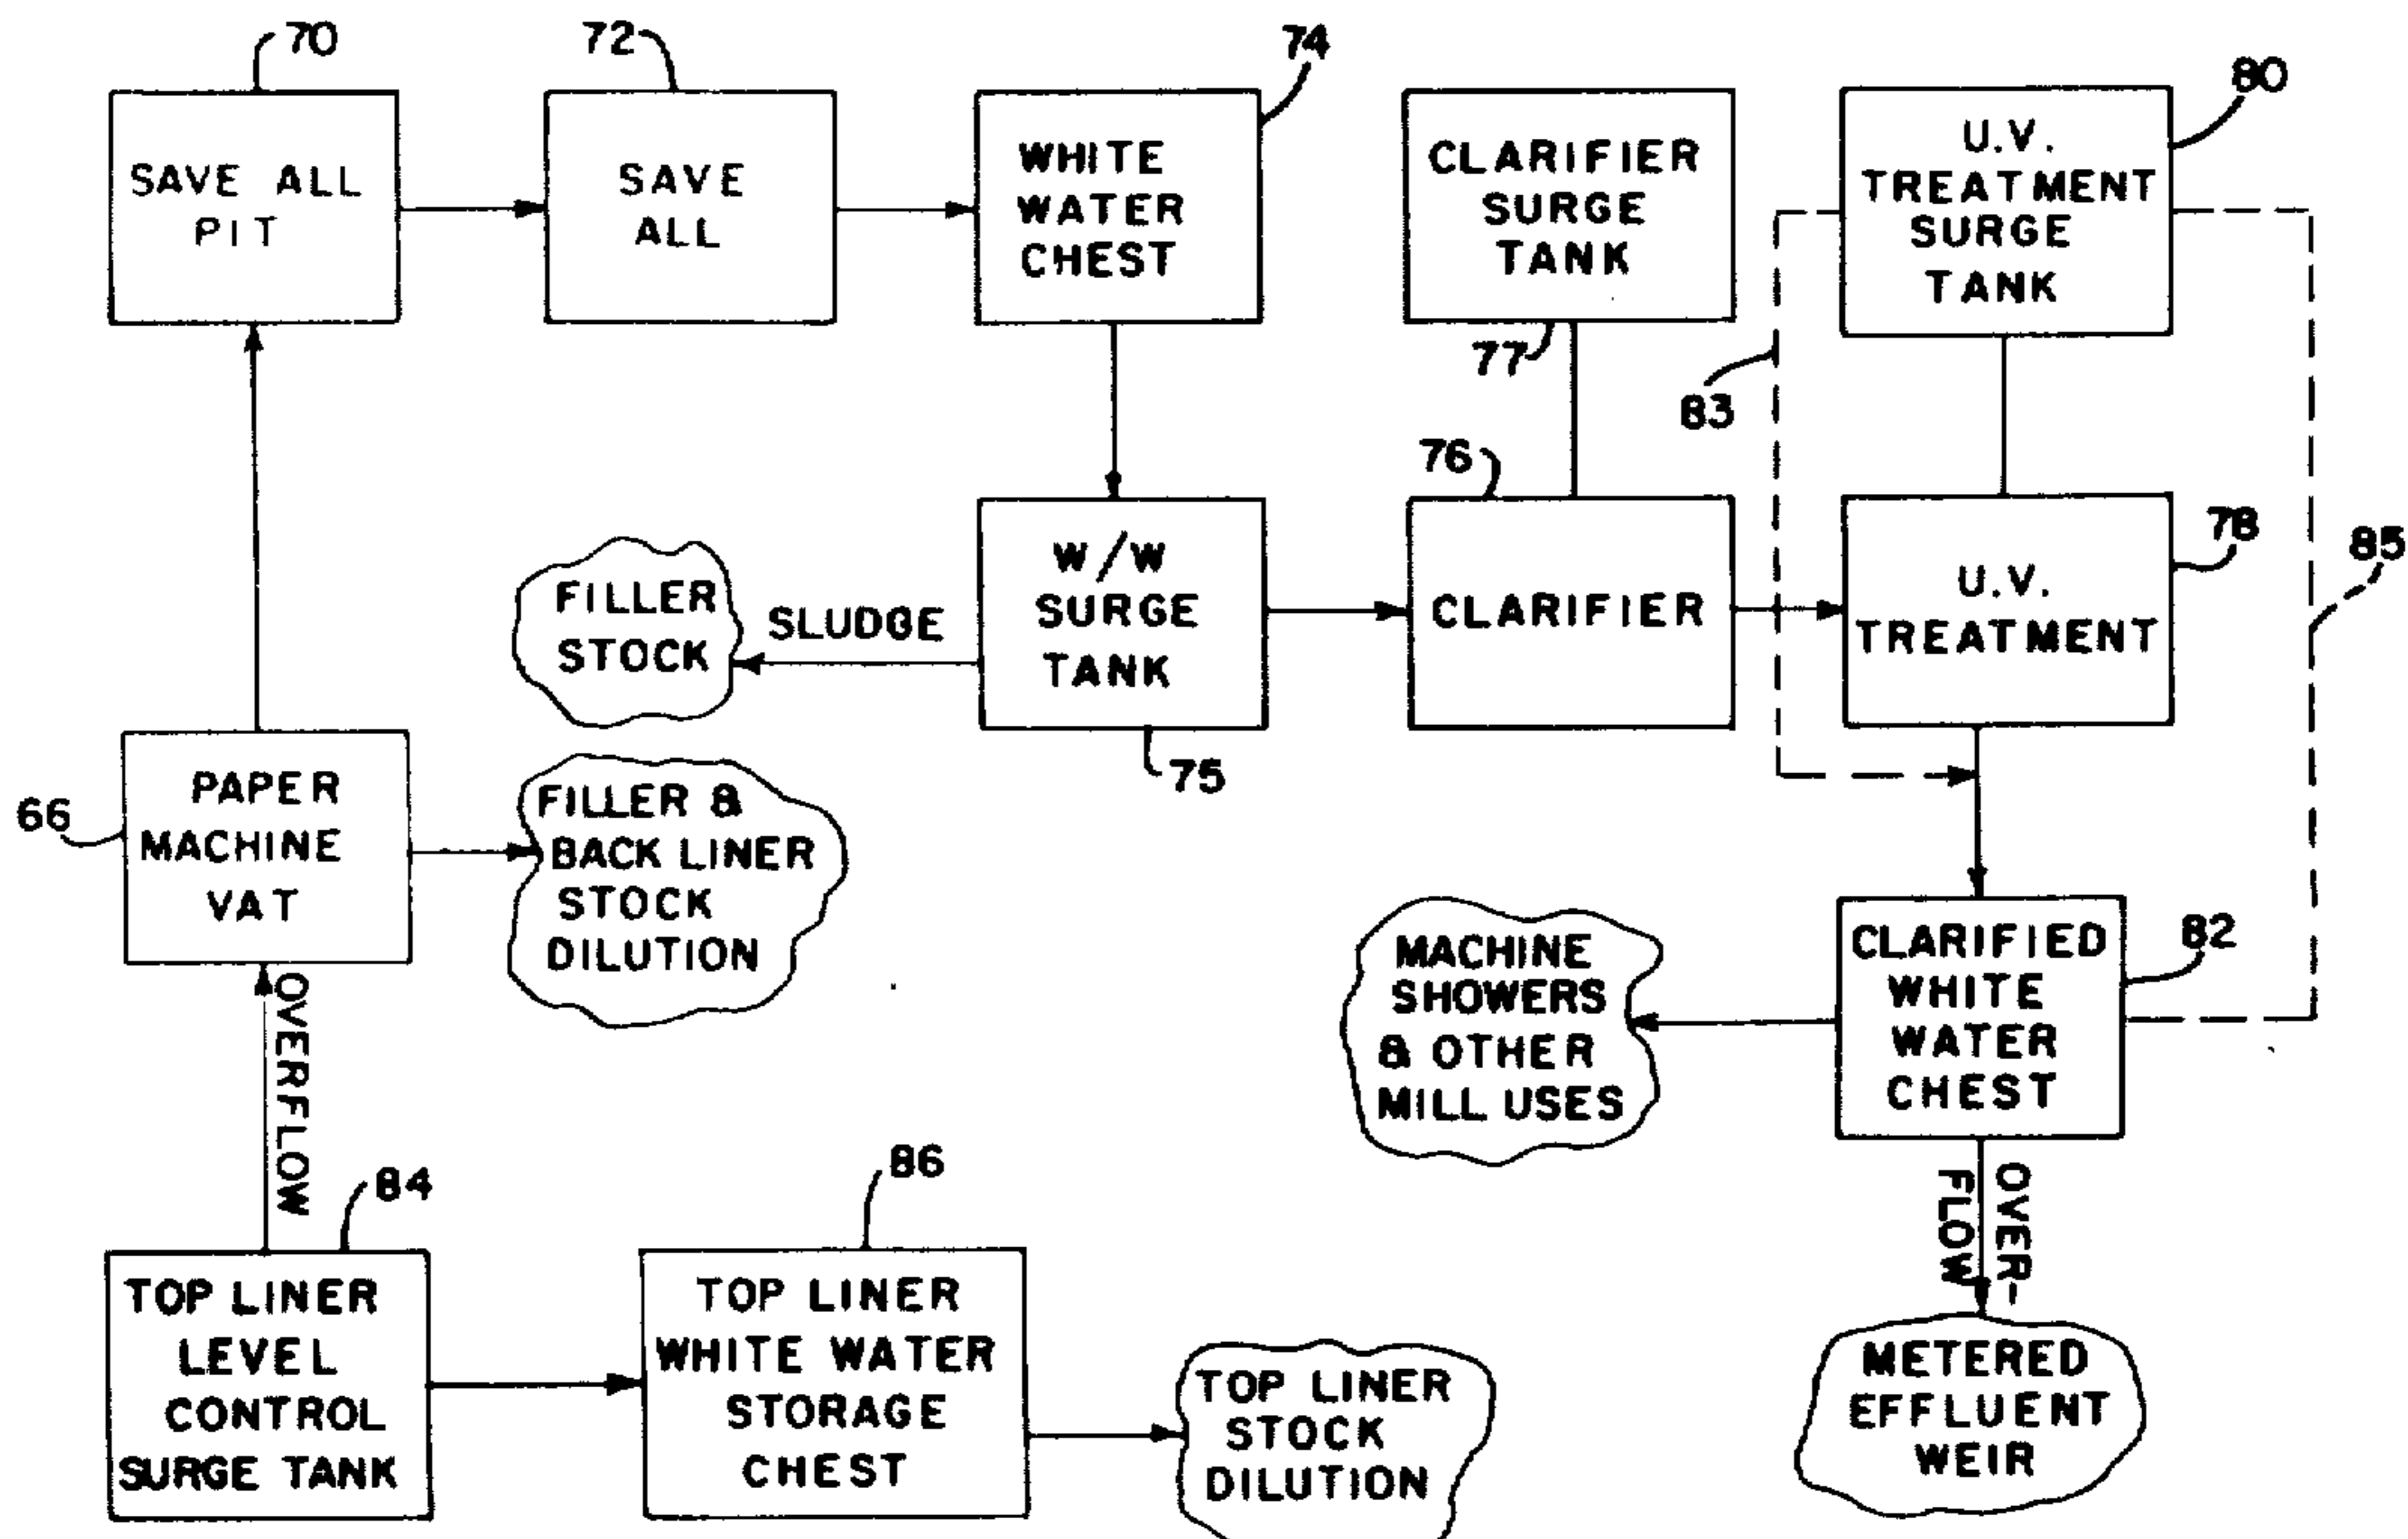 70
72
74
80
SAVE ALL
PIT
SAVE
ALL
WHITE
WATER
CHEST
CLARIFIER
SURGE
TANK
U.V.
TREATMENT
SURGE
TANK
77
83
76
78
85
FILLER
STOCK
SLUDGE
W/W
SURGE
TANK
CLARIFIER
U.V.
TREATMENT
75
66
PAPER
MACHINE
VAT
FILLER &
BACK LINER
STOCK
DILUTION
OVERFLOW
MACHINE
SHOWERS
& OTHER
MILL USES
CLARIFIED
WHITE
WATER
CHEST
82
OVER-
FLOW
84
86
TOP LINER
LEVEL
CONTROL
SURGE TANK
TOP LINER
WHITE WATER
STORAGE
CHEST
TOP LINER
STOCK
DILUTION
METERED
EFFLUENT
WEIR